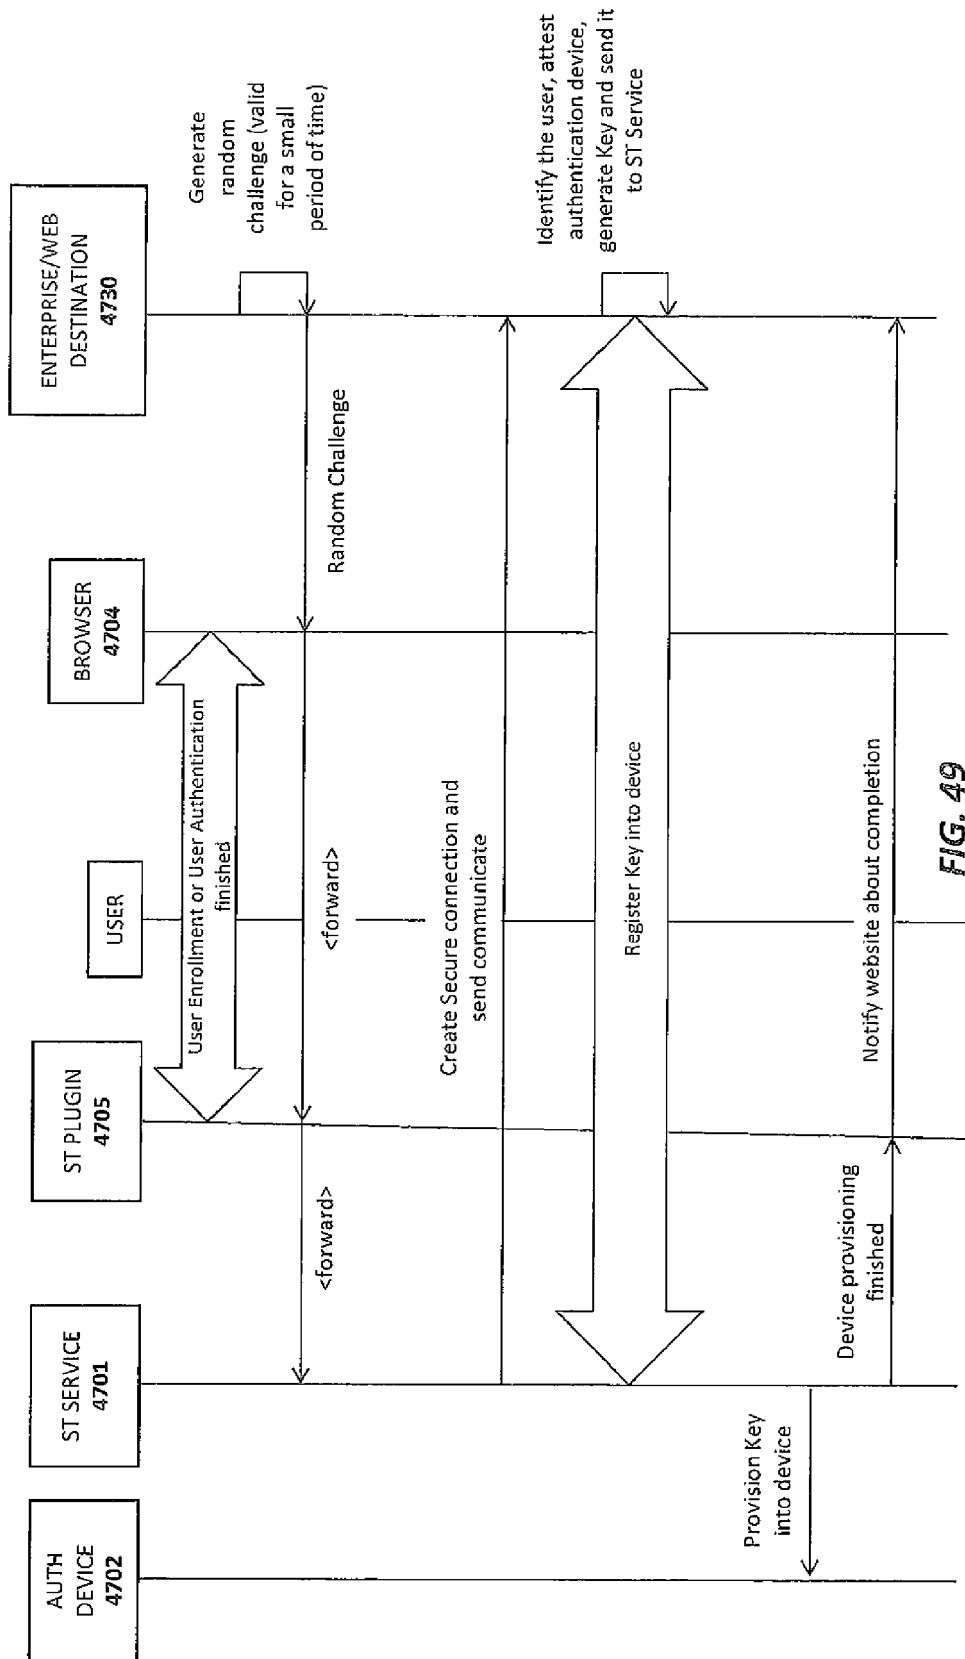 AUTH
DEVICE
4702
ST SERVICE
4701
ST PLUGIN
4705
USER
BROWSER
4704
ENTERPRISE/WEB
DESTINATION
4730
User Enrollment or User Authentication
finished
Generate
random
challenge (valid
for a small
period of time)
Random Challenge
<forward>
<forward>
Create Secure connection and
send communicate
Identify the user, attest
authentication device,
generate Key and send it
to ST Service
Register Key into device
Provision Key
into device
Device provisioning
finished
Notify website about completion
FIG. 49